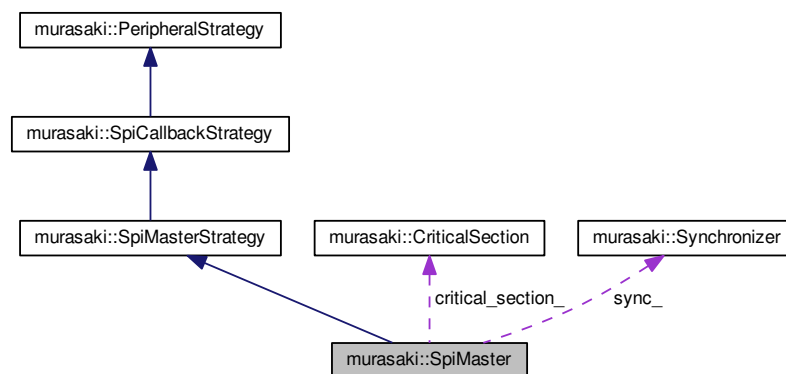 murasaki::PeripheralStrategy
murasaki::SpiCallbackStrategy
murasaki::SpiMasterStrategy
murasaki::CriticalSection
murasaki::Synchronizer
critical_section_
sync_
murasaki::SpiMaster